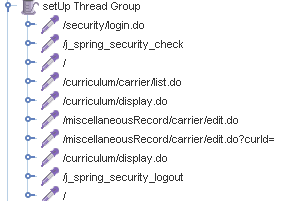 setUp Thread Group
/security/login.do
/j_spring_security_check
/
/curriculum/carrier/list.do
/curriculum/display.do
/miscellaneousRecord/carrier/edit.do
/miscellaneousRecord/carrier/edit.do?curId=
/curriculum/display.do
/j_spring_security_logout
/